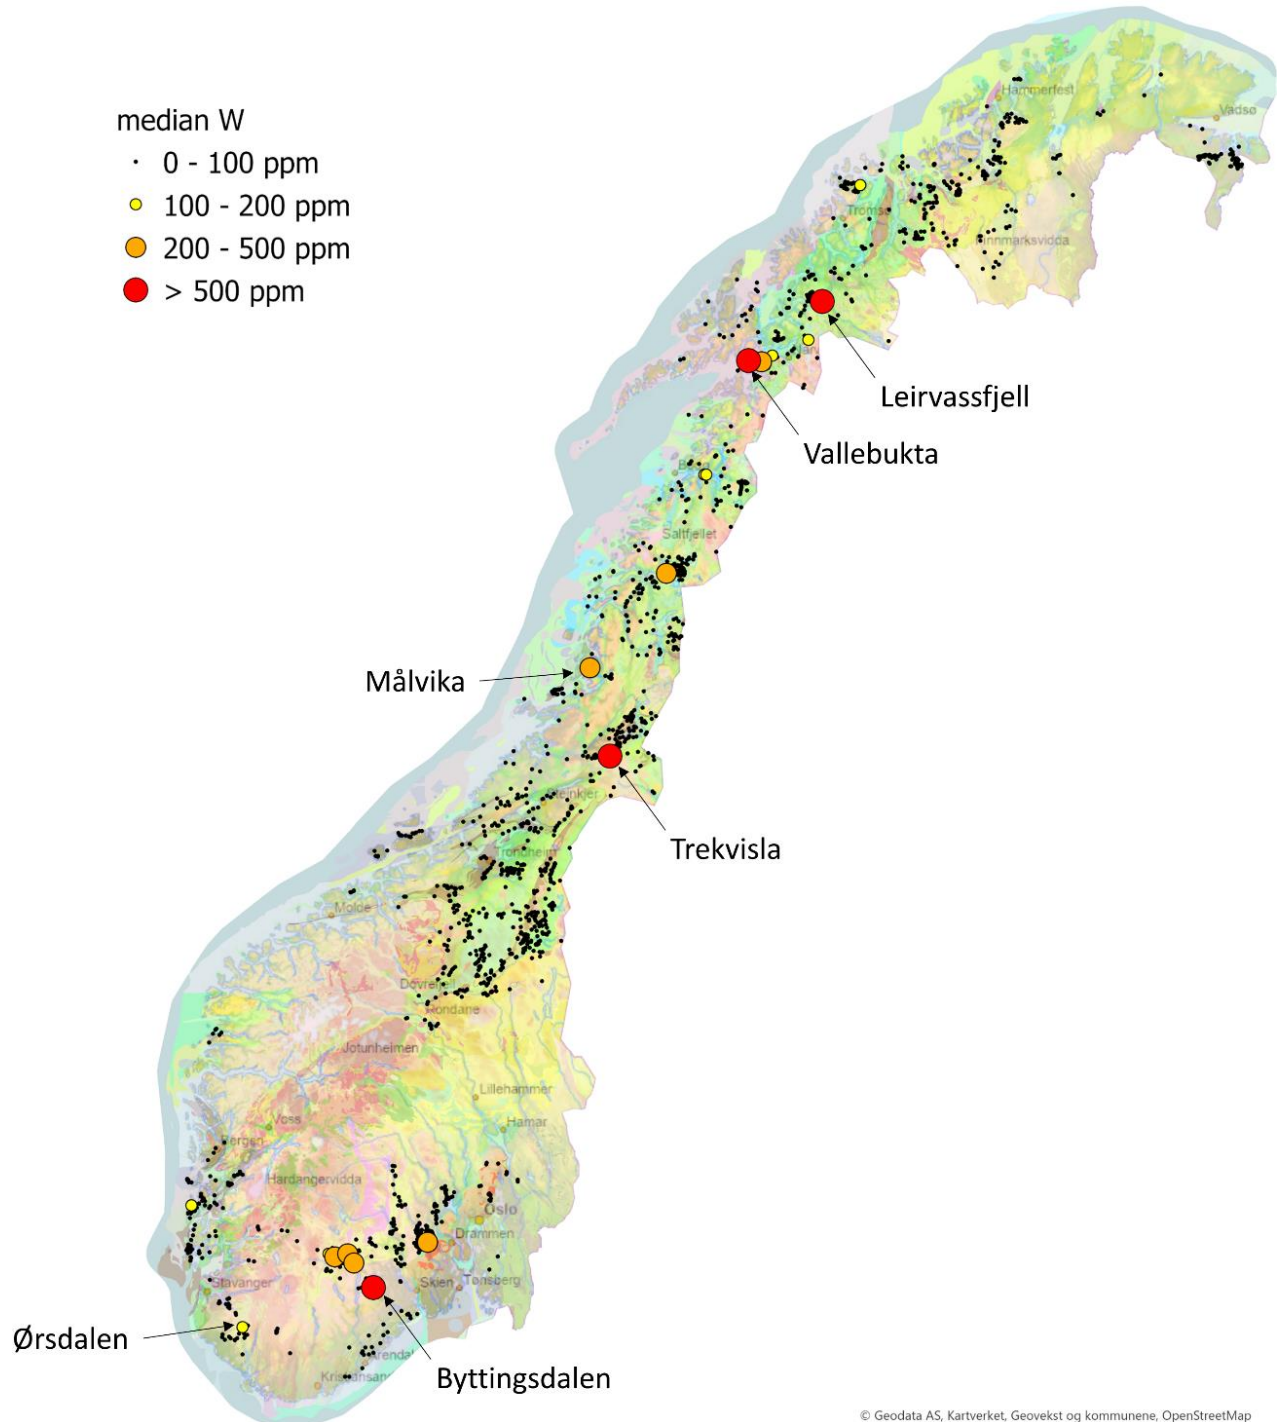 median W
0 - 100 ppm
100 - 200 ppm
200 - 500 ppm
> 500 ppm
Hammerfest
Vadsø
Tromsø
Finnmarksvidda
Leirvassfjell
Vallebukta
Saltfjellet
Målvika
Trekvisla
Steinkjer
Trondheim
Molde
Dovrefjell
Rondane
Jotunheimen
Lillehammer
Voss
Hamar
Bergen
Hardangervidda
Oslo
Drammen
Stavanger
Skien
Tønsberg
Ørsdalen
Arendal
Kristiansand
Byttingsdalen
© Geodata AS, Kartverket, Geovekst og kommunene, OpenStreetMap